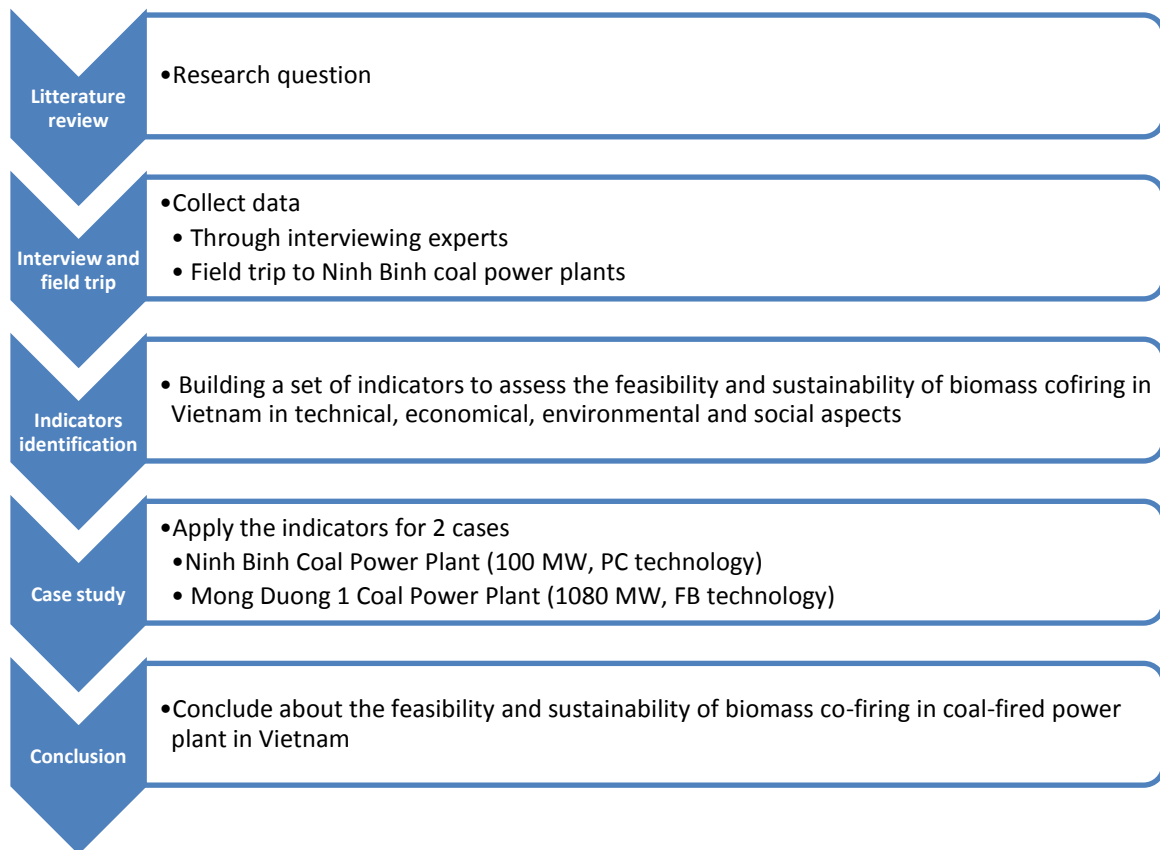 Litterature
review
•Research question
Interview and
field trip
•Collect data
• Through interviewing experts
• Field trip to Ninh Binh coal power plants
Indicators
identification
• Building a set of indicators to assess the feasibility and sustainability of biomass cofiring in
Vietnam in technical, economical, environmental and social aspects
Case study
•Apply the indicators for 2 cases
•Ninh Binh Coal Power Plant (100 MW, PC technology)
• Mong Duong 1 Coal Power Plant (1080 MW, FB technology)
Conclusion
•Conclude about the feasibility and sustainability of biomass co-firing in coal-fired power
plant in Vietnam